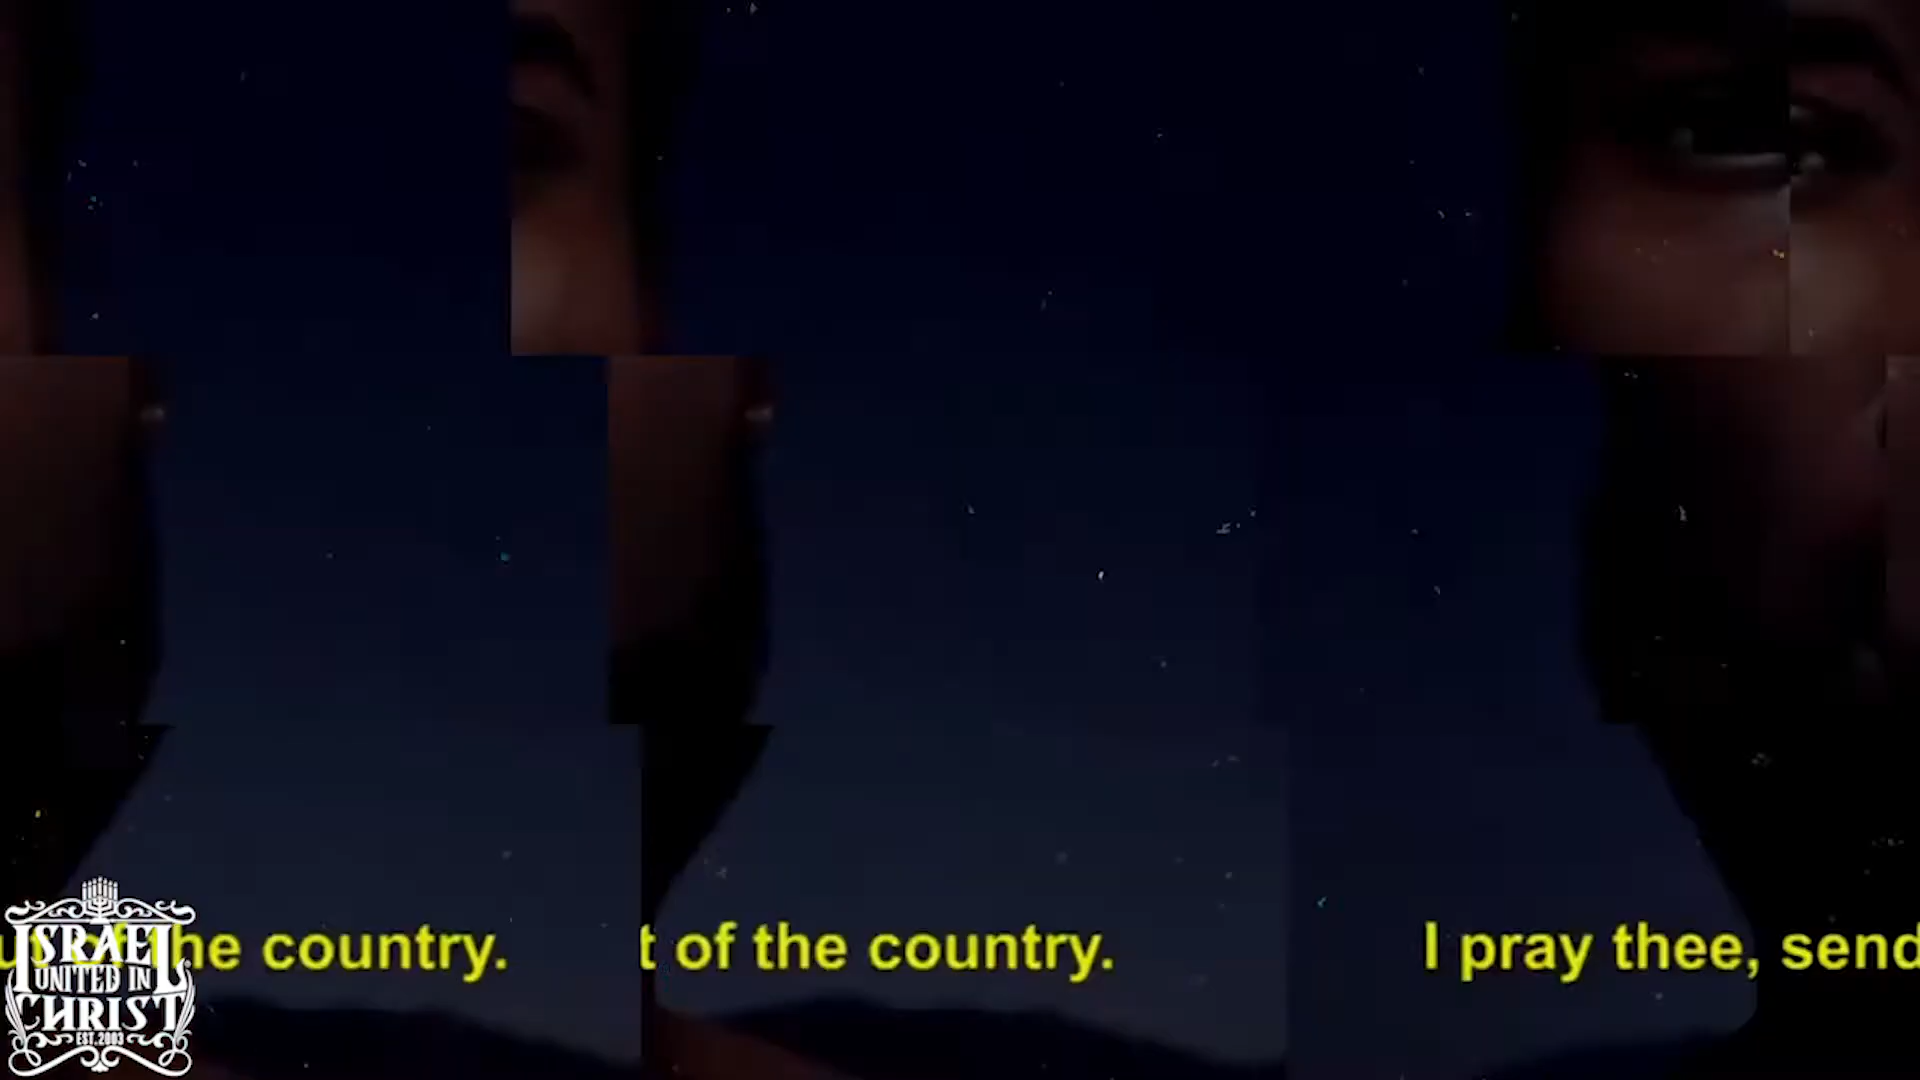 he country.
t of the country.
I pray thee, send
ISRAEL
UNITED IN
CHRIST
EST. 2003